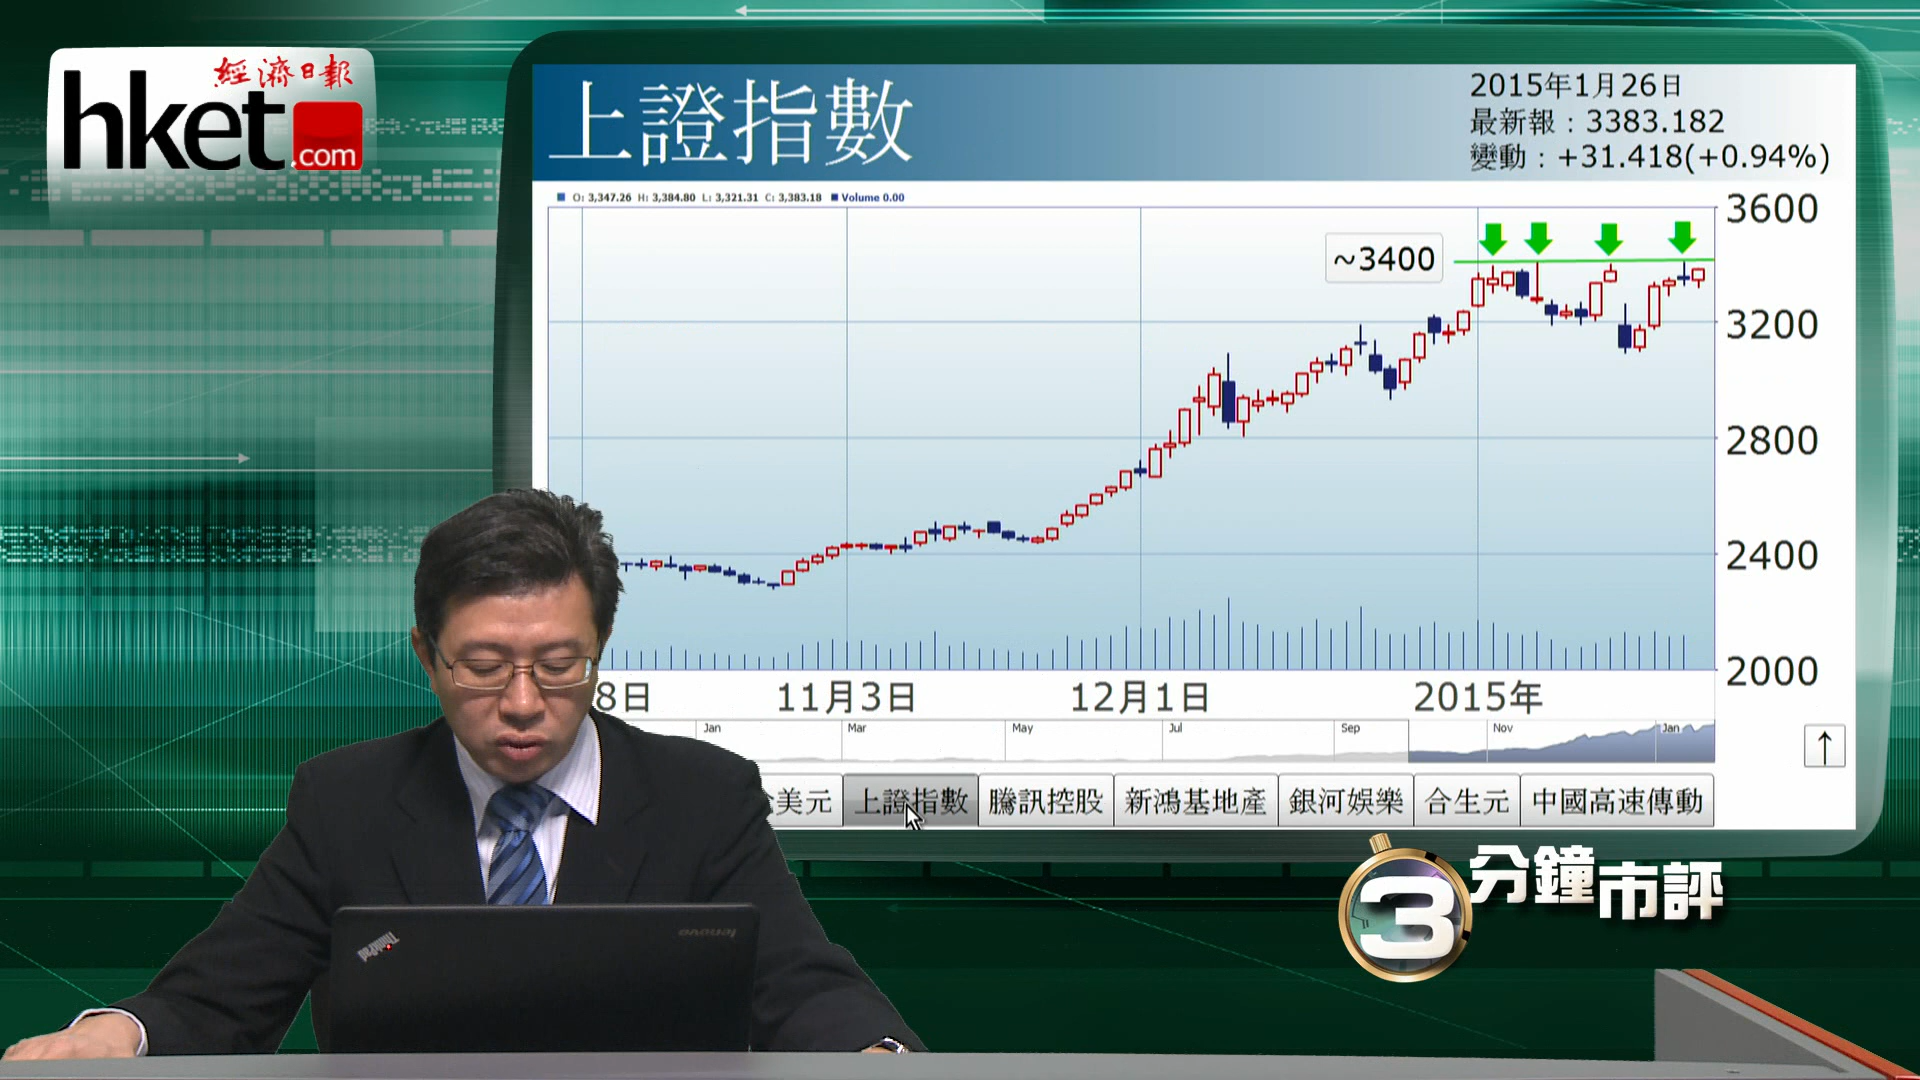 經濟日報
hket
.com
上證指數
2015年1月26日
最新報：3383.182
變動：+31.418(+0.94%)
O: 3,347.26 H: 3,384.80 L: 3,321.31 C: 3,383.18 Volume 0.00
3600
~3400
3200
2800
2400
2000
8日 11月3日 12月1日 2015年
Jan Mar May Jul Sep Nov Jan
美元 上證指數 騰訊控股 新鴻基地產 銀河娛樂 合生元 中國高速傳動
3分鐘市評
ThinkPad
lenovo